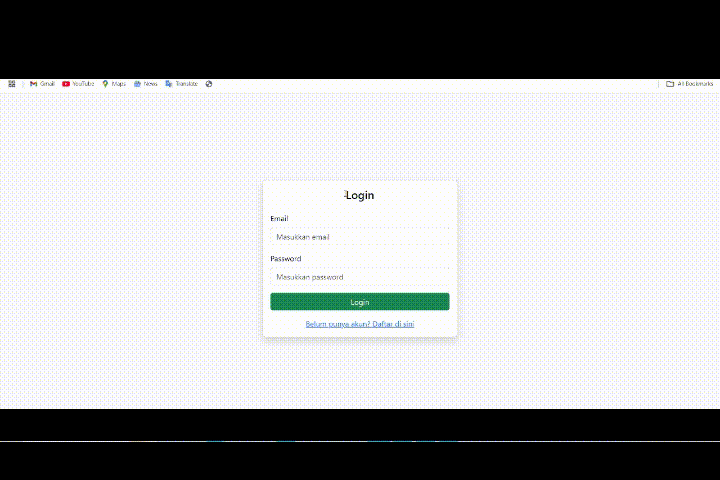 Gmail YouTube Maps News Translate All Bookmarks
Login
Email
Masukkan email
Password
Masukkan password
Login
Belum punya akun? Daftar di sini